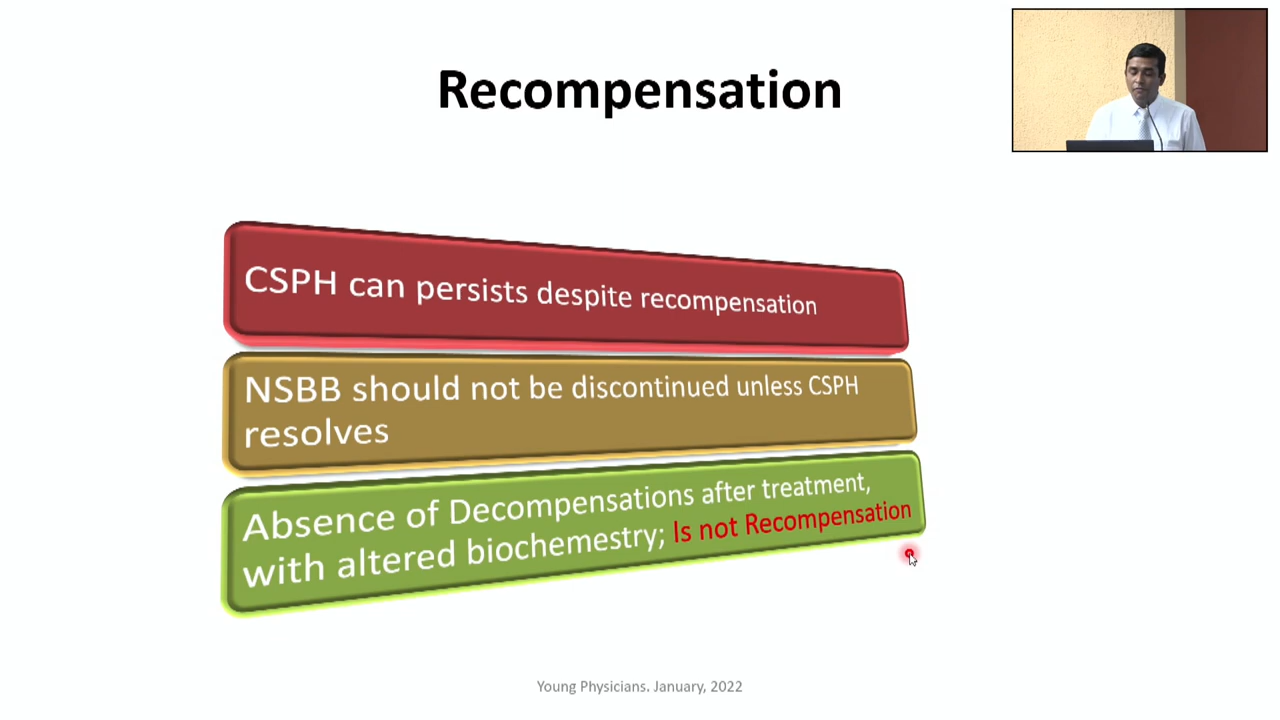 Recompensation
CSPH can persists despite recompensation
NSBB should not be discontinued unless CSPH
resolves
Absence of Decompensations after treatment,
with altered biochemestry; Is not Recompensation
Young Physicians. January, 2022